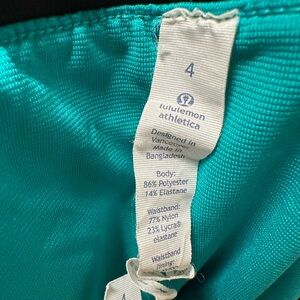 4
lululemon
athletica
Designed in
Vancouver
Made in
Bangladesh
Body:
86% Polyester
14% Elastane
Waistband:
77% Nylon
23% Lycra®
elastane
Waistband
lining: